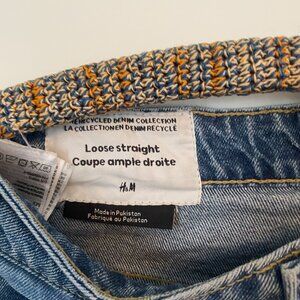 RECYCLED DENIM COLLECTION
LA COLLECTION EN DENIM RECYCLÉ
Loose straight
Coupe ample droite
H&M
Made in Pakistan
Fabriqué au Pakistan